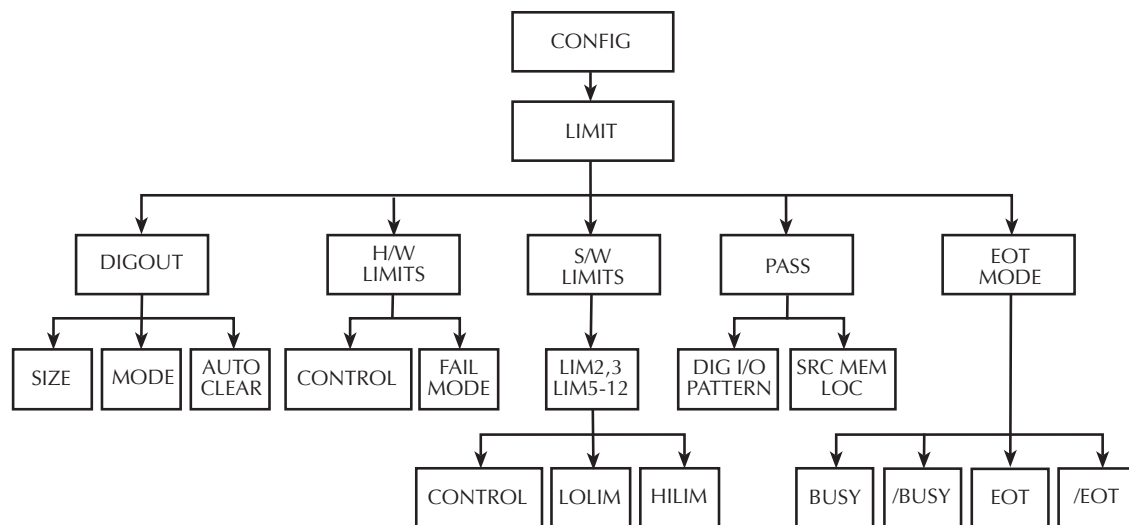 CONFIG
LIMIT
DIGOUT
H/W
LIMITS
S/W
LIMITS
PASS
EOT
MODE
SIZE
MODE
AUTO
CLEAR
CONTROL
FAIL
MODE
LIM2,3
LIM5-12
DIG I/O
PATTERN
SRC MEM
LOC
CONTROL
LOLIM
HILIM
BUSY
/BUSY
EOT
/EOT